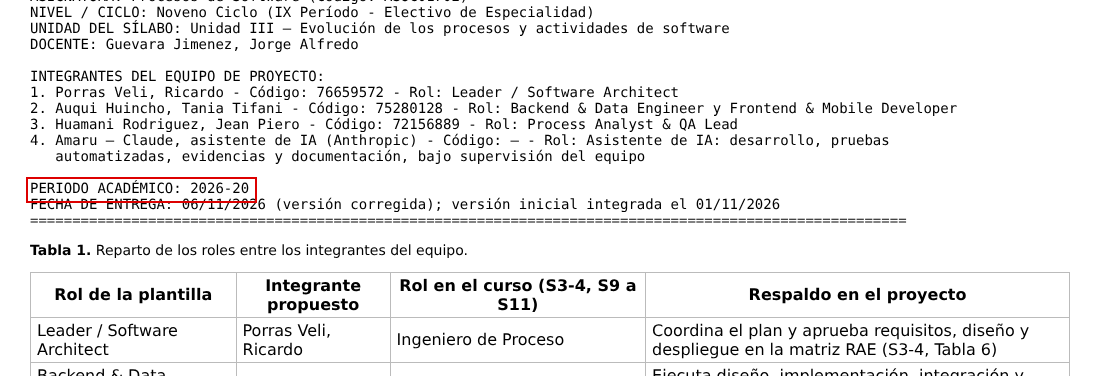 NIVEL / CICLO: Noveno Ciclo (IX Período - Electivo de Especialidad)
UNIDAD DEL SÍLABO: Unidad III – Evolución de los procesos y actividades de software
DOCENTE: Guevara Jimenez, Jorge Alfredo
INTEGRANTES DEL EQUIPO DE PROYECTO:
1. Porras Veli, Ricardo - Código: 76659572 - Rol: Leader / Software Architect
2. Auqui Huincho, Tania Tifani - Código: 75280128 - Rol: Backend & Data Engineer y Frontend & Mobile Developer
3. Huamani Rodriguez, Jean Piero - Código: 72156889 - Rol: Process Analyst & QA Lead
4. Amaru – Claude, asistente de IA (Anthropic) - Código: – - Rol: Asistente de IA: desarrollo, pruebas
automatizadas, evidencias y documentación, bajo supervisión del equipo
PERIODO ACADÉMICO: 2026-20
FECHA DE ENTREGA: 06/11/2026 (versión corregida); versión inicial integrada el 01/11/2026
Tabla 1. Reparto de los roles entre los integrantes del equipo.
Rol de la plantilla
Integrante
propuesto
Rol en el curso (S3-4, S9 a
S11)
Respaldo en el proyecto
Leader / Software
Architect
Porras Veli,
Ricardo
Ingeniero de Proceso
Coordina el plan y aprueba requisitos, diseño y
despliegue en la matriz RAE (S3-4, Tabla 6)
Backend & Data
Ejecuta diseño, implementación, integración y